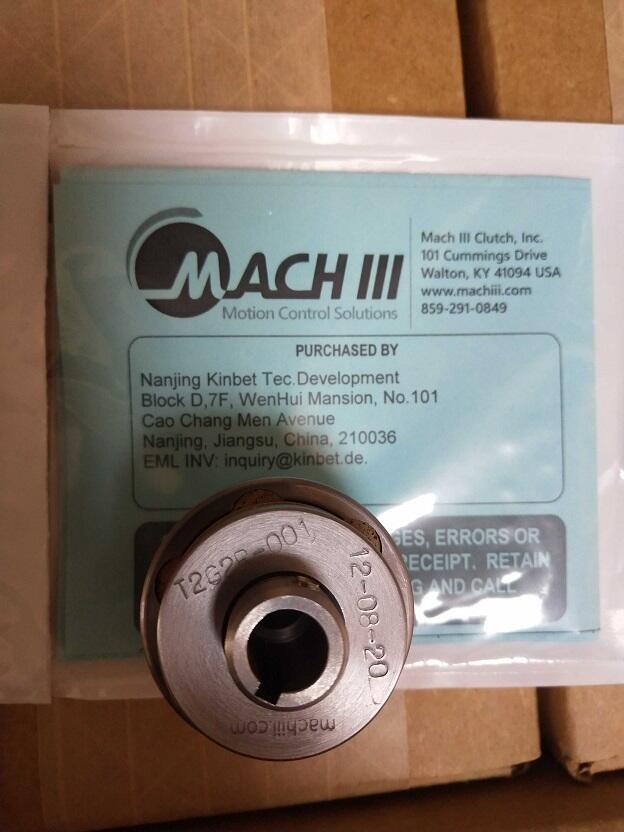 MACH III
Motion Control Solutions
Mach III Clutch, Inc.
101 Cummings Drive
Walton, KY 41094 USA
www.machiii.com
859-291-0849
PURCHASED BY
Nanjing Kinbet Tec.Development
Block D,7F, WenHui Mansion, No.101
Cao Chang Men Avenue
Nanjing, Jiangsu, China, 210036
EML INV: inquiry@kinbet.de.
ERRORS OR
RECEIPT. RETAIN
AND CALL
12-08-20
machiii.com